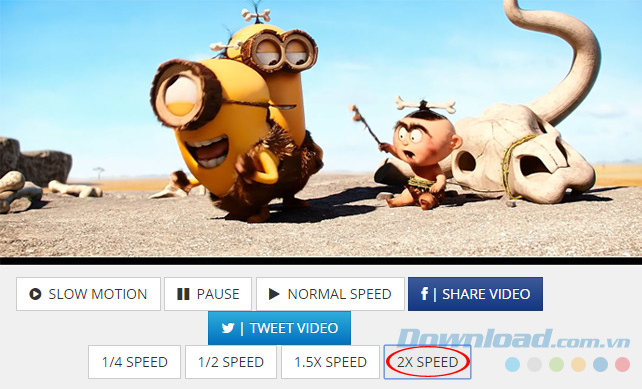 SLOW MOTION PAUSE NORMAL SPEED f | SHARE VIDEO
| TWEET VIDEO
Download.com.vn
1/4 SPEED 1/2 SPEED 1.5X SPEED 2X SPEED